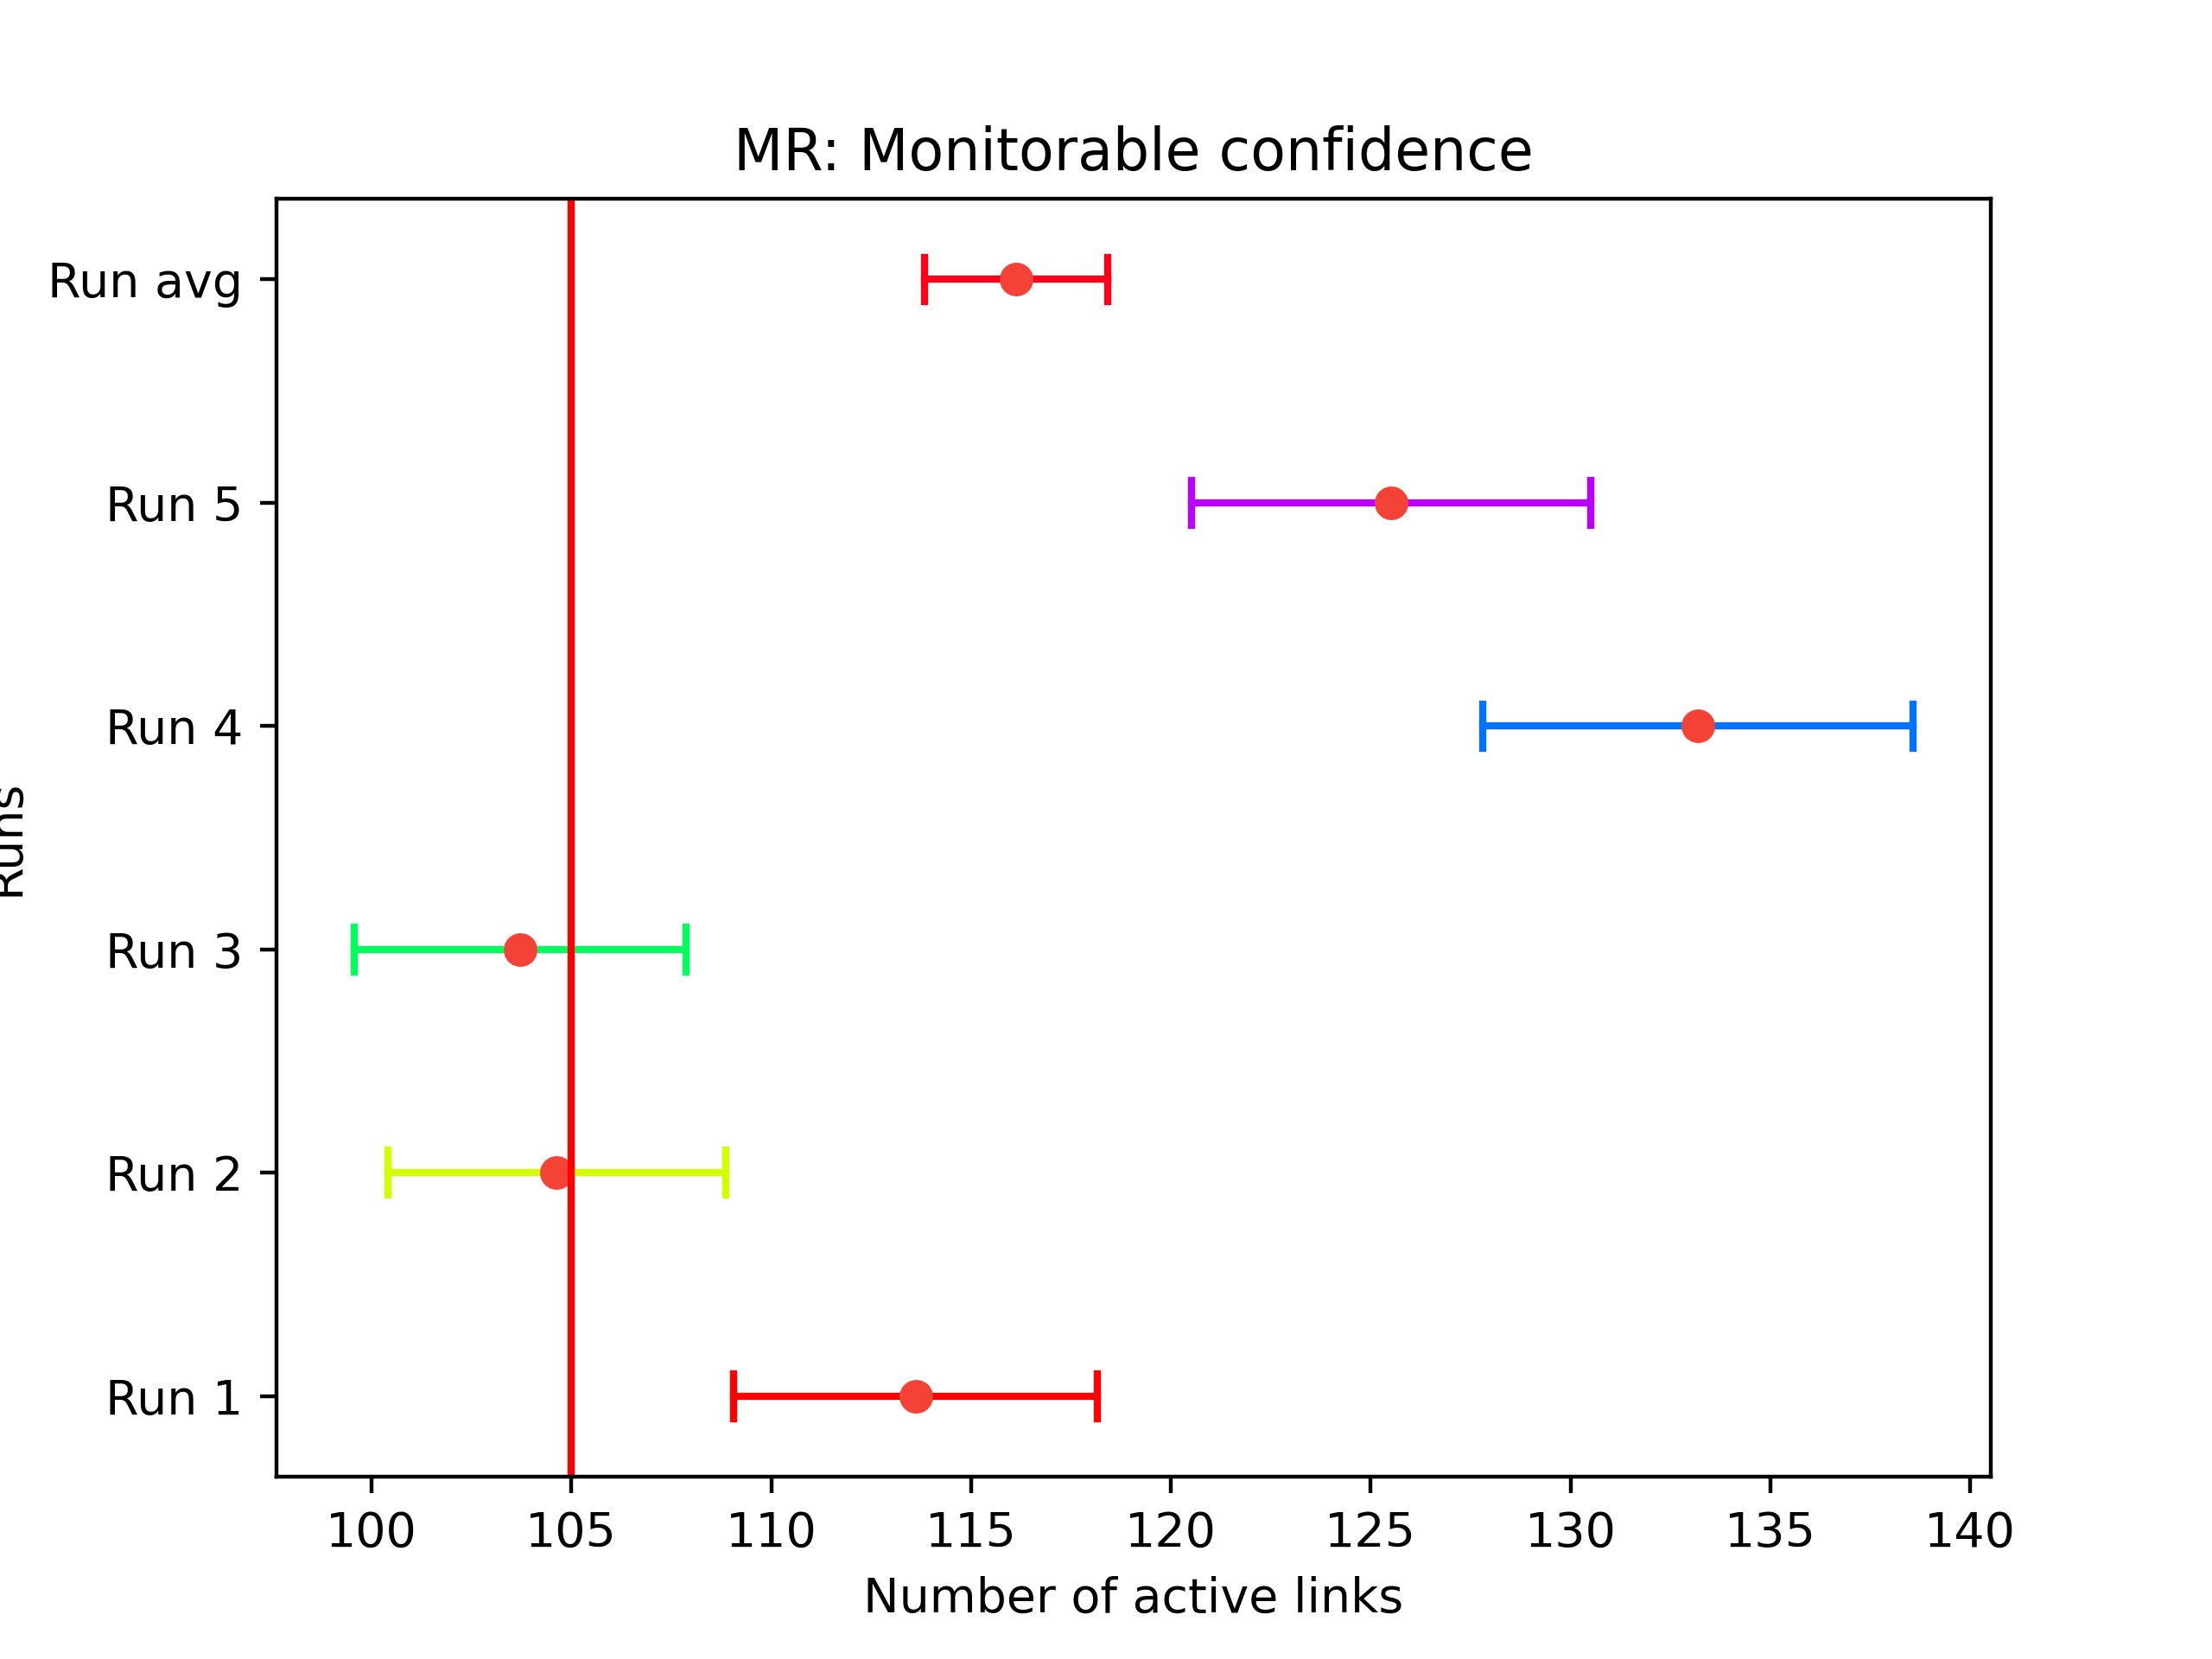 MR: Monitorable confidence
Run avg
Run 5
Run 4
Runs
Run 3
Run 2
Run 1
100 105 110 115 120 125 130 135 140
Number of active links